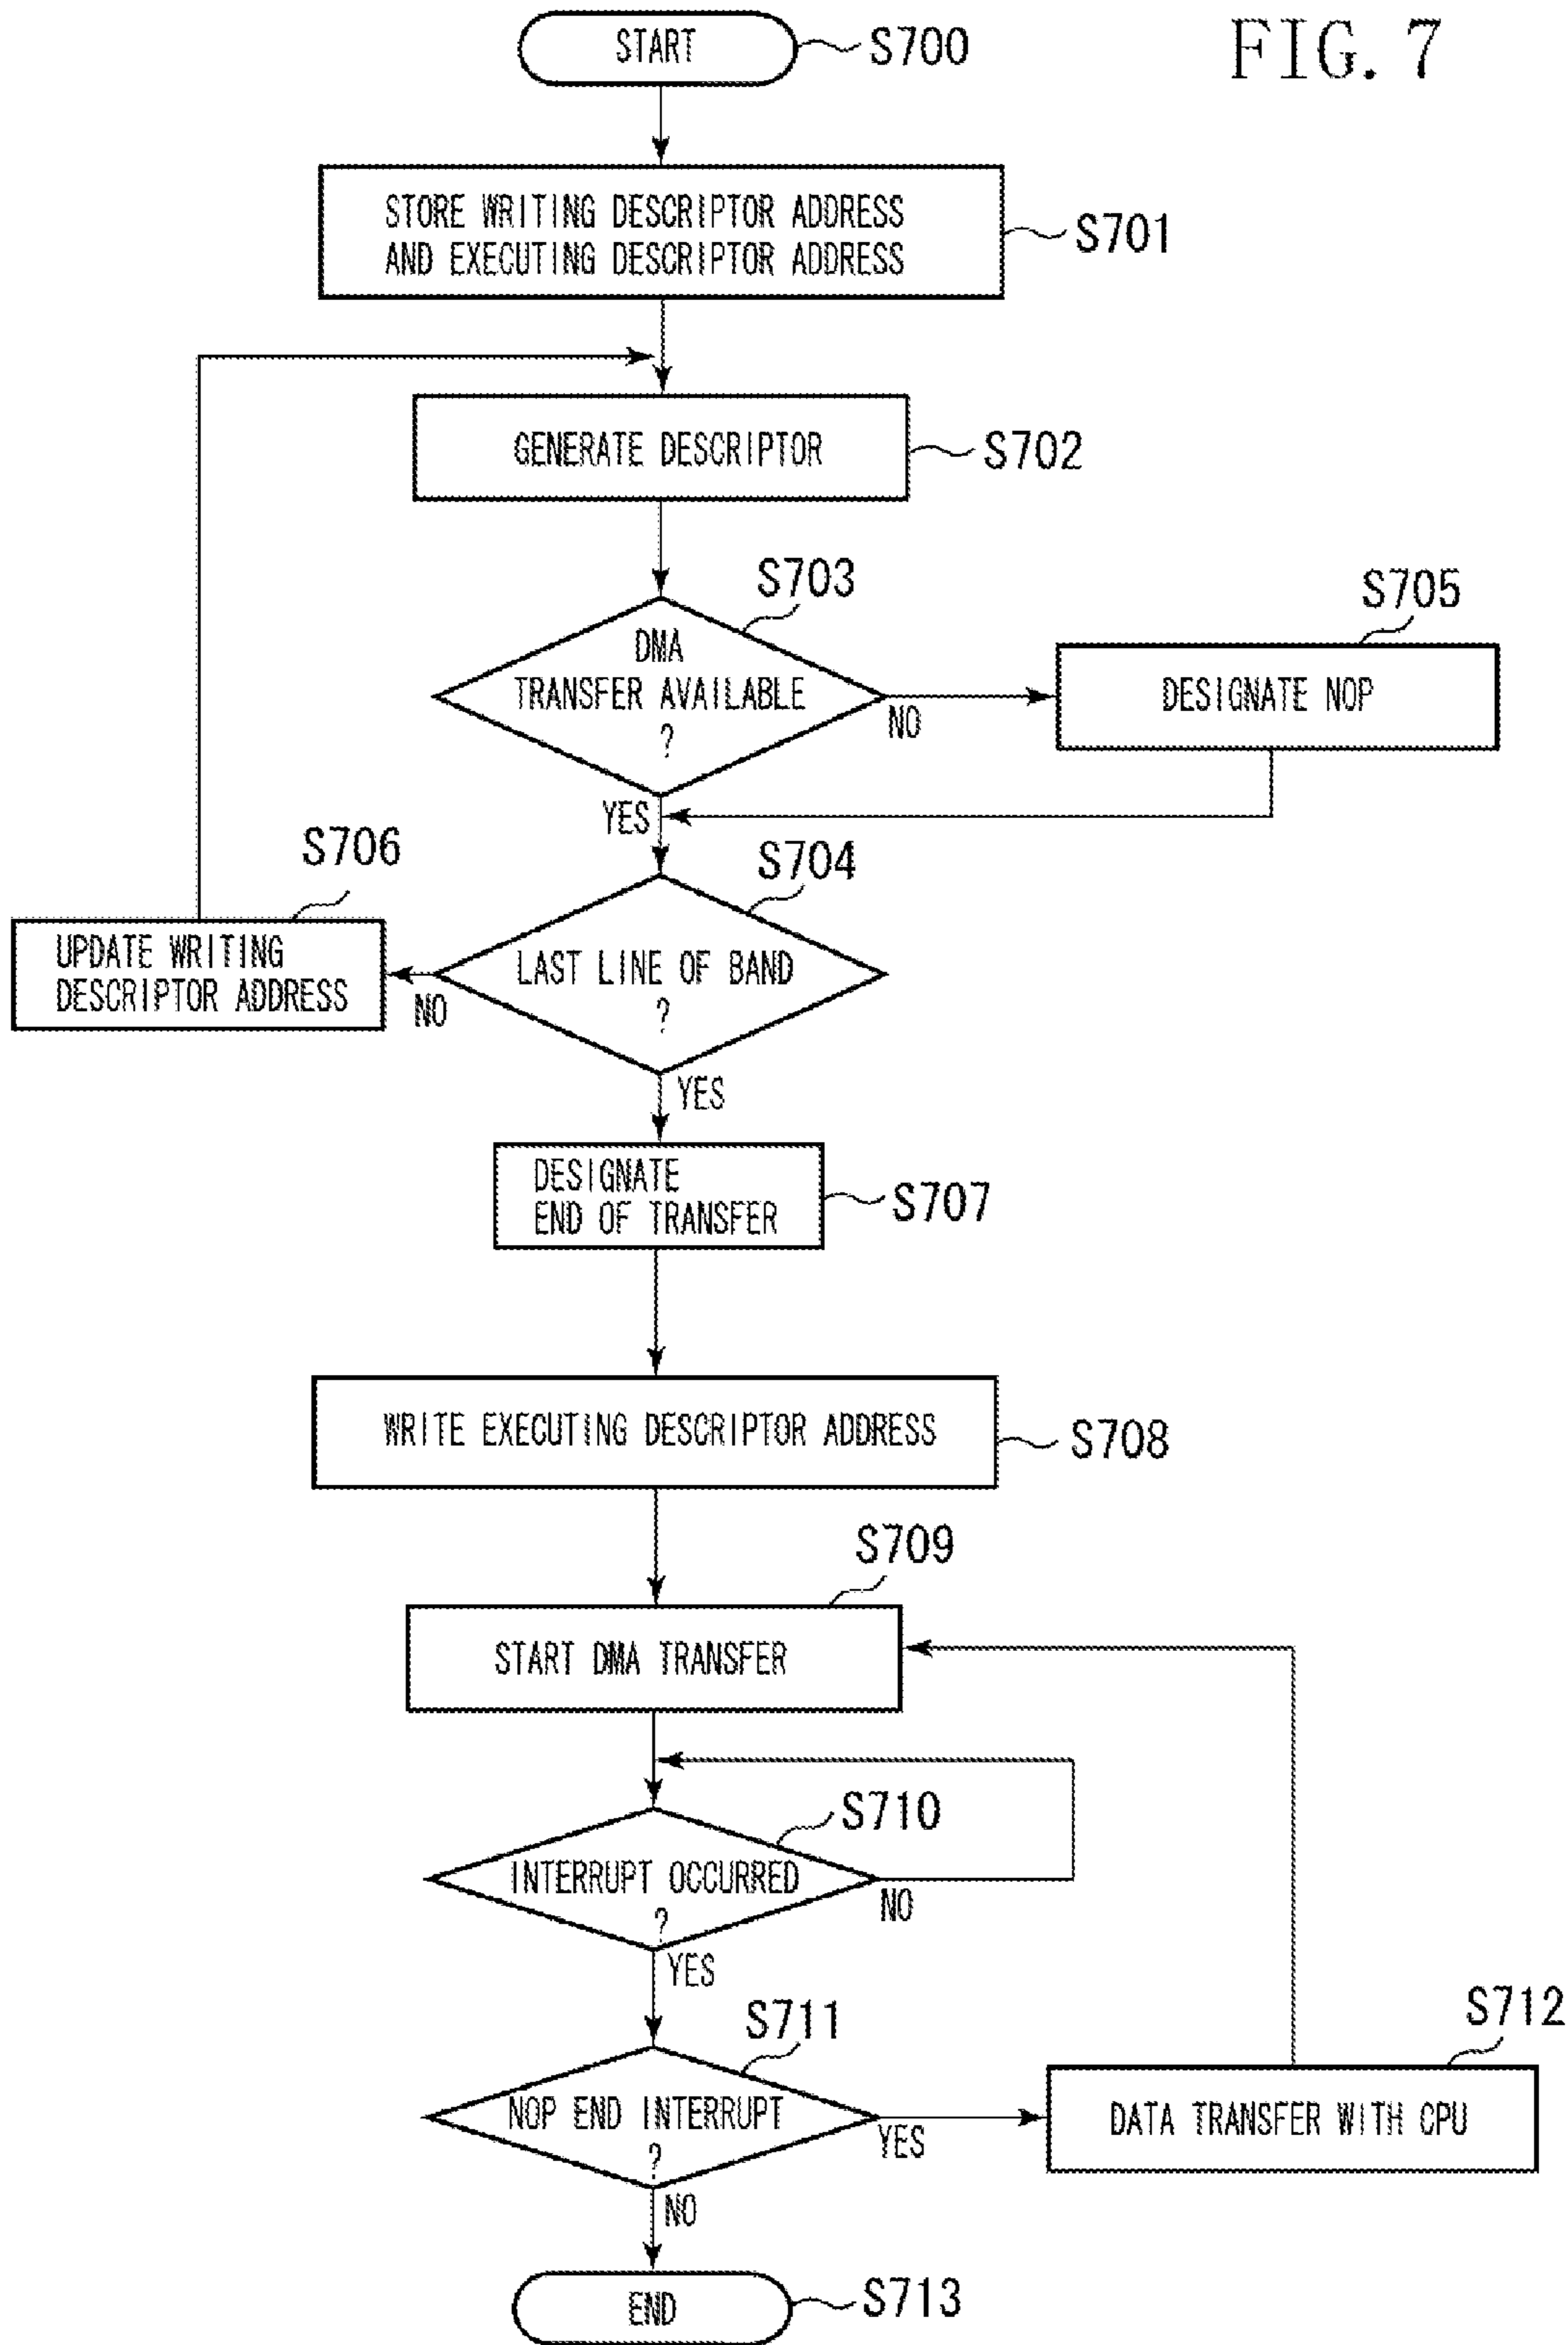 FIG. 7
START
S700
STORE WRITING DESCRIPTOR ADDRESS
AND EXECUTING DESCRIPTOR ADDRESS
S701
GENERATE DESCRIPTOR
S702
S703
DMA
TRANSFER AVAILABLE
?
NO
YES
S705
DESIGNATE NOP
S704
LAST LINE OF BAND
?
NO
YES
S706
UPDATE WRITING
DESCRIPTOR ADDRESS
DESIGNATE
END OF TRANSFER
S707
WRITE EXECUTING DESCRIPTOR ADDRESS
S708
S709
START DMA TRANSFER
S710
INTERRUPT OCCURRED
?
NO
YES
S711
NOP END INTERRUPT
?
YES
NO
S712
DATA TRANSFER WITH CPU
END
S713